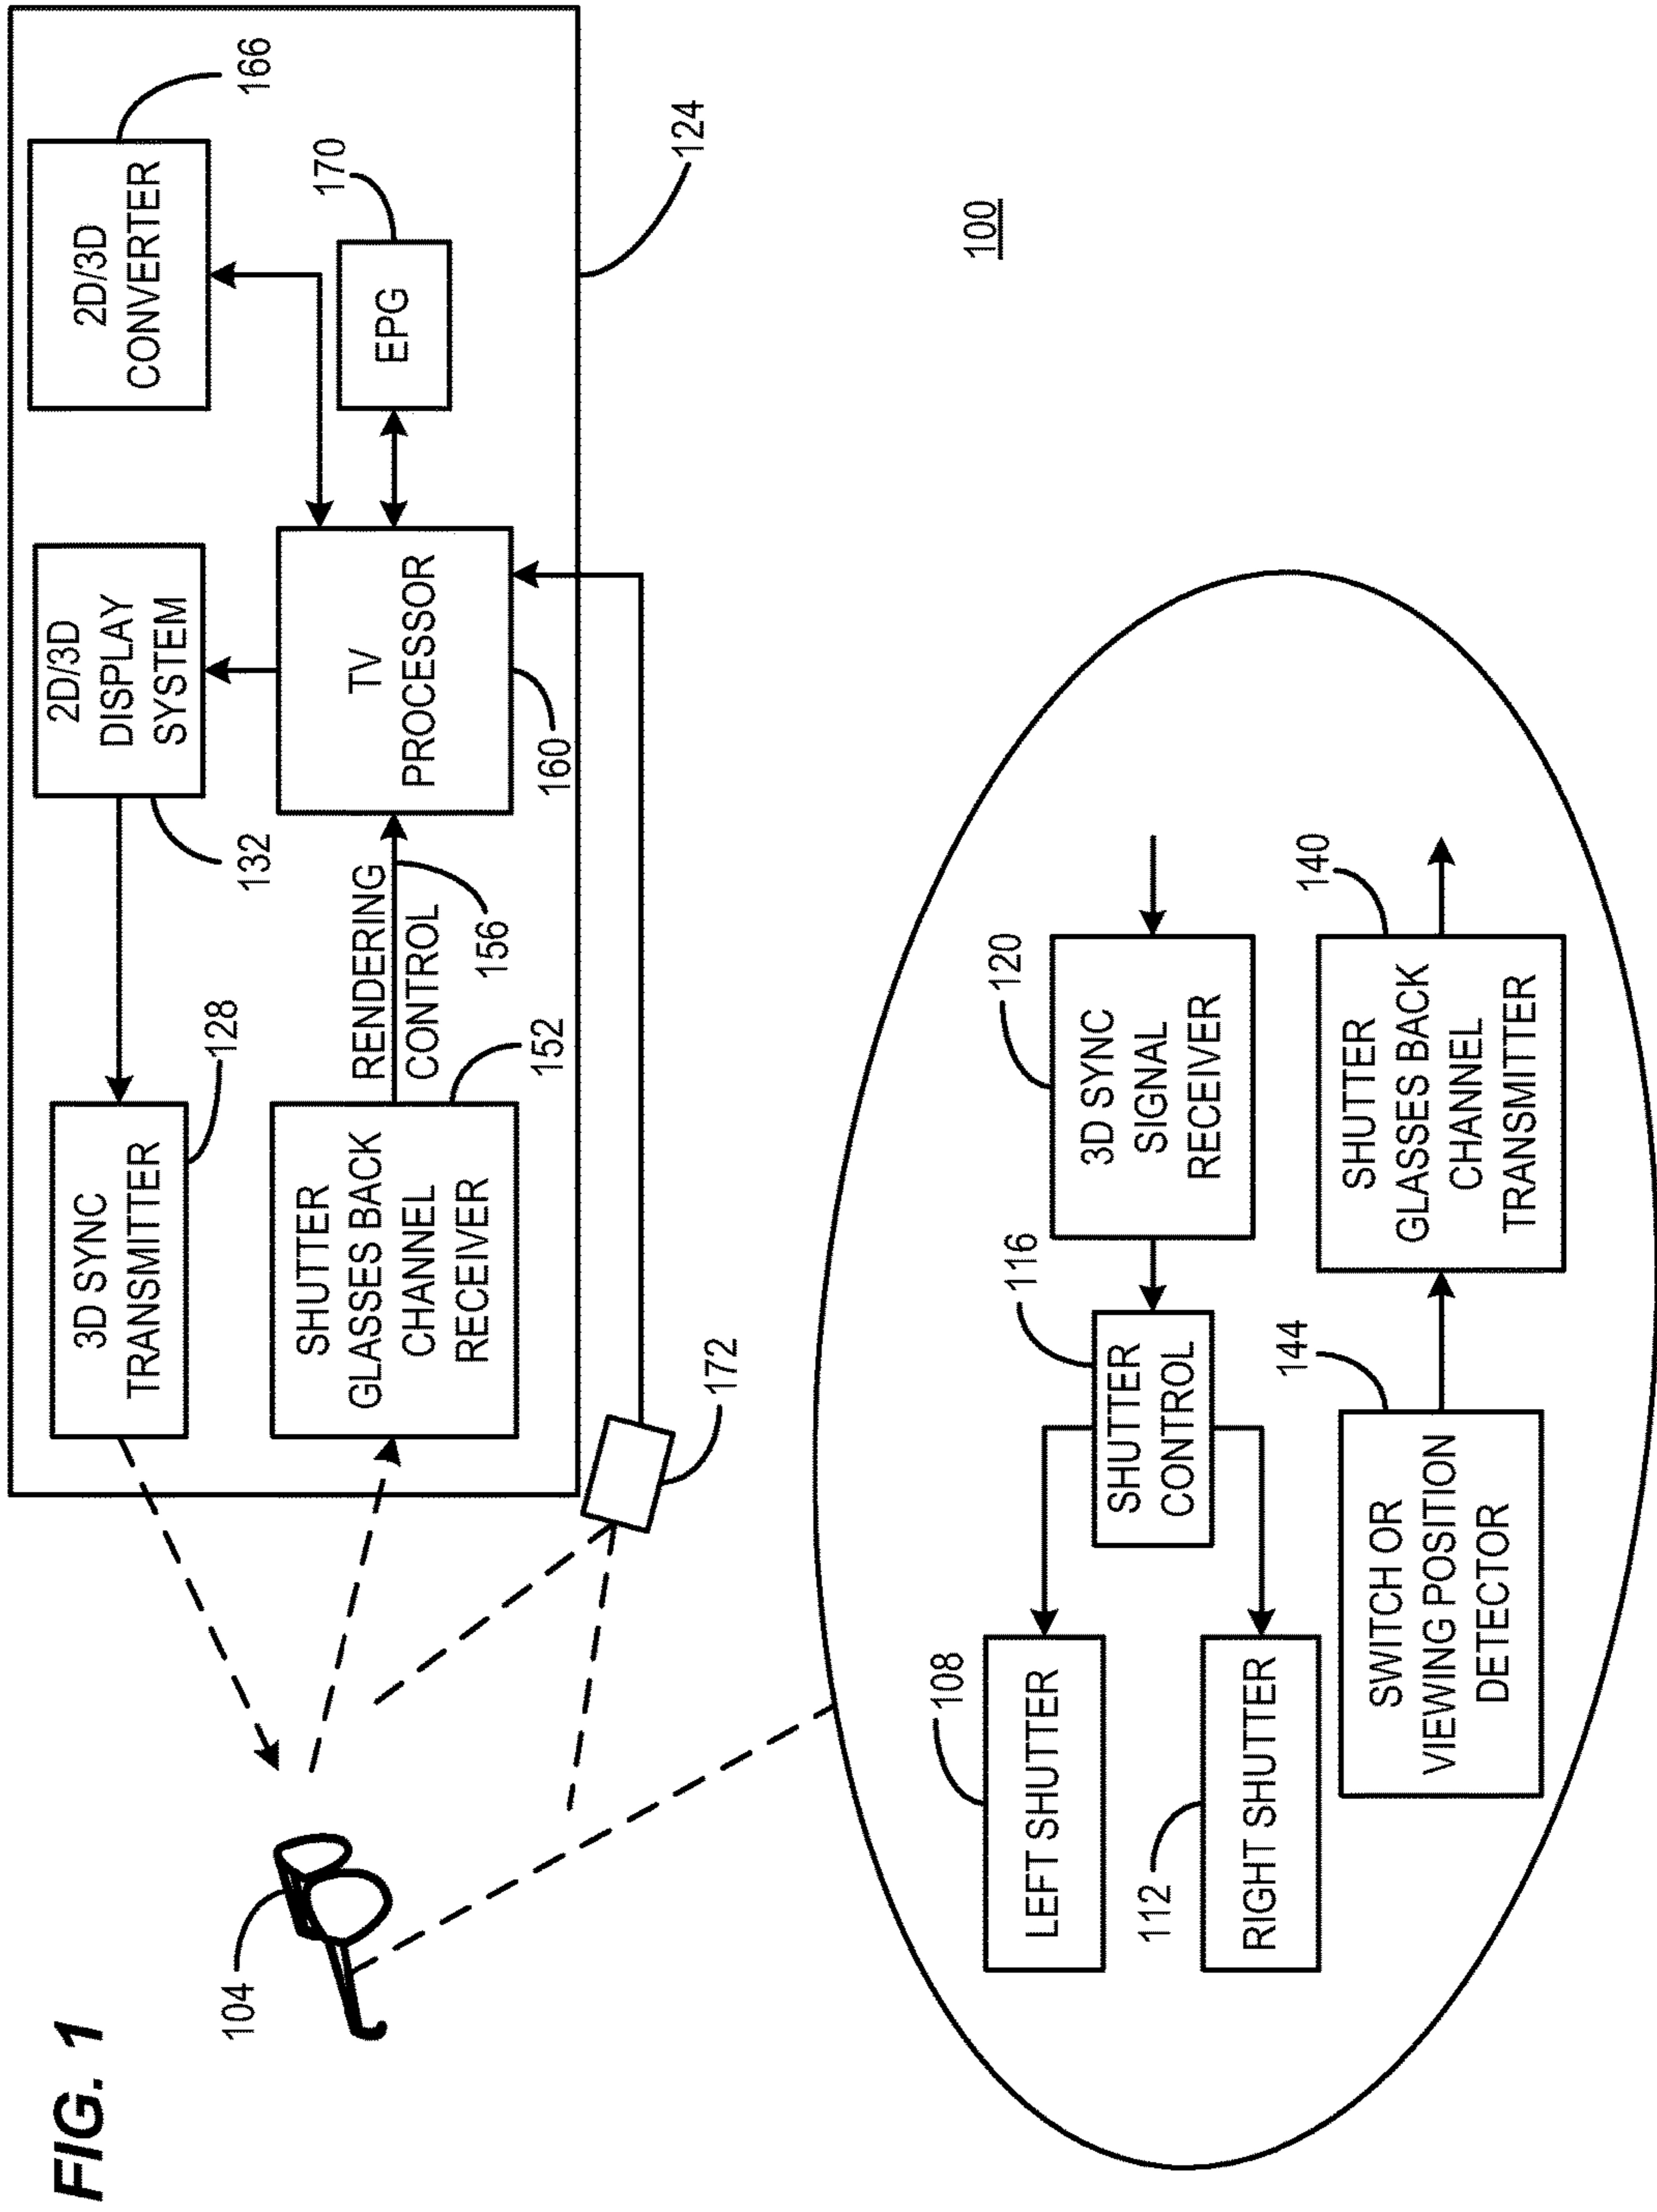 FIG. 1
104
3D SYNC
TRANSMITTER
128
2D/3D
DISPLAY
SYSTEM
132
2D/3D
CONVERTER
166
SHUTTER
GLASSES BACK
CHANNEL
RECEIVER
152
RENDERING
CONTROL
156
TV
PROCESSOR
160
EPG
170
172
124
100
LEFT SHUTTER
108
RIGHT SHUTTER
112
SHUTTER
CONTROL
116
3D SYNC
SIGNAL
RECEIVER
120
SWITCH OR
VIEWING POSITION
DETECTOR
144
SHUTTER
GLASSES BACK
CHANNEL
TRANSMITTER
140